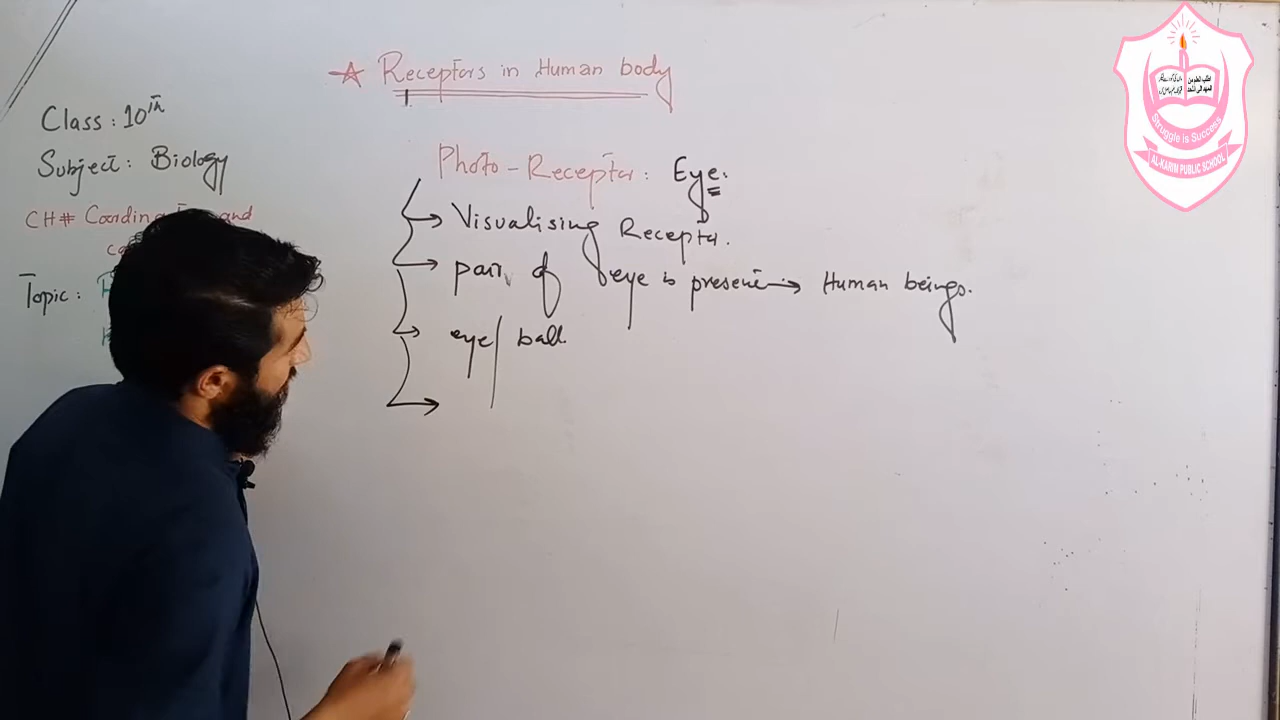 Receptors in Human body
Class: 10th
Subject: Biology
CH# Coordina and
Topic:
Photo-Receptor: Eye.
Visualising Receptor.
pair of eye is present → Human beings.
eye ball.
Struggle is Success
AL-KARIM PUBLIC SCHOOL